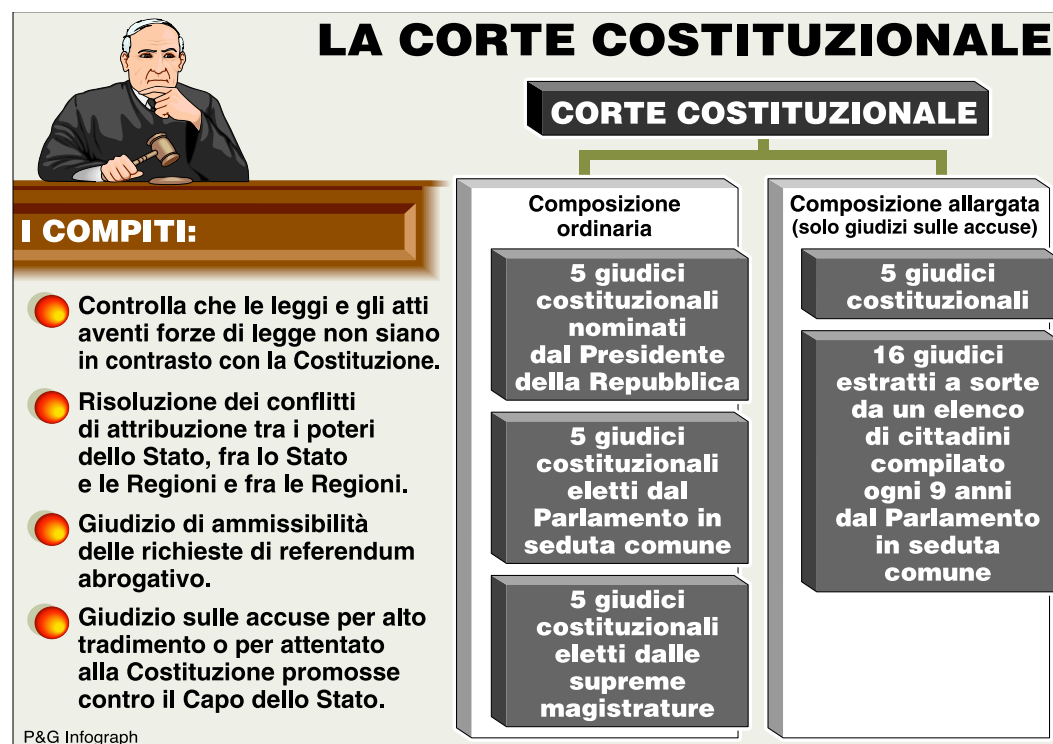 LA CORTE COSTITUZIONALE
I COMPITI:
Controlla che le leggi e gli atti
aventi forze di legge non siano
in contrasto con la Costituzione.
Risoluzione dei conflitti
di attribuzione tra i poteri
dello Stato, fra lo Stato
e le Regioni e fra le Regioni.
Giudizio di ammissibilità
delle richieste di referendum
abrogativo.
Giudizio sulle accuse per alto
tradimento o per attentato
alla Costituzione promosse
contro il Capo dello Stato.
P&G Infograph
CORTE COSTITUZIONALE
Composizione
ordinaria
5 giudici
costituzionali
nominati
dal Presidente
della Repubblica
5 giudici
costituzionali
eletti dal
Parlamento in
seduta comune
5 giudici
costituzionali
eletti dalle
supreme
magistrature
Composizione allargata
(solo giudizi sulle accuse)
5 giudici
costituzionali
16 giudici
estratti a sorte
da un elenco
di cittadini
compilato
ogni 9 anni
dal Parlamento
in seduta
comune